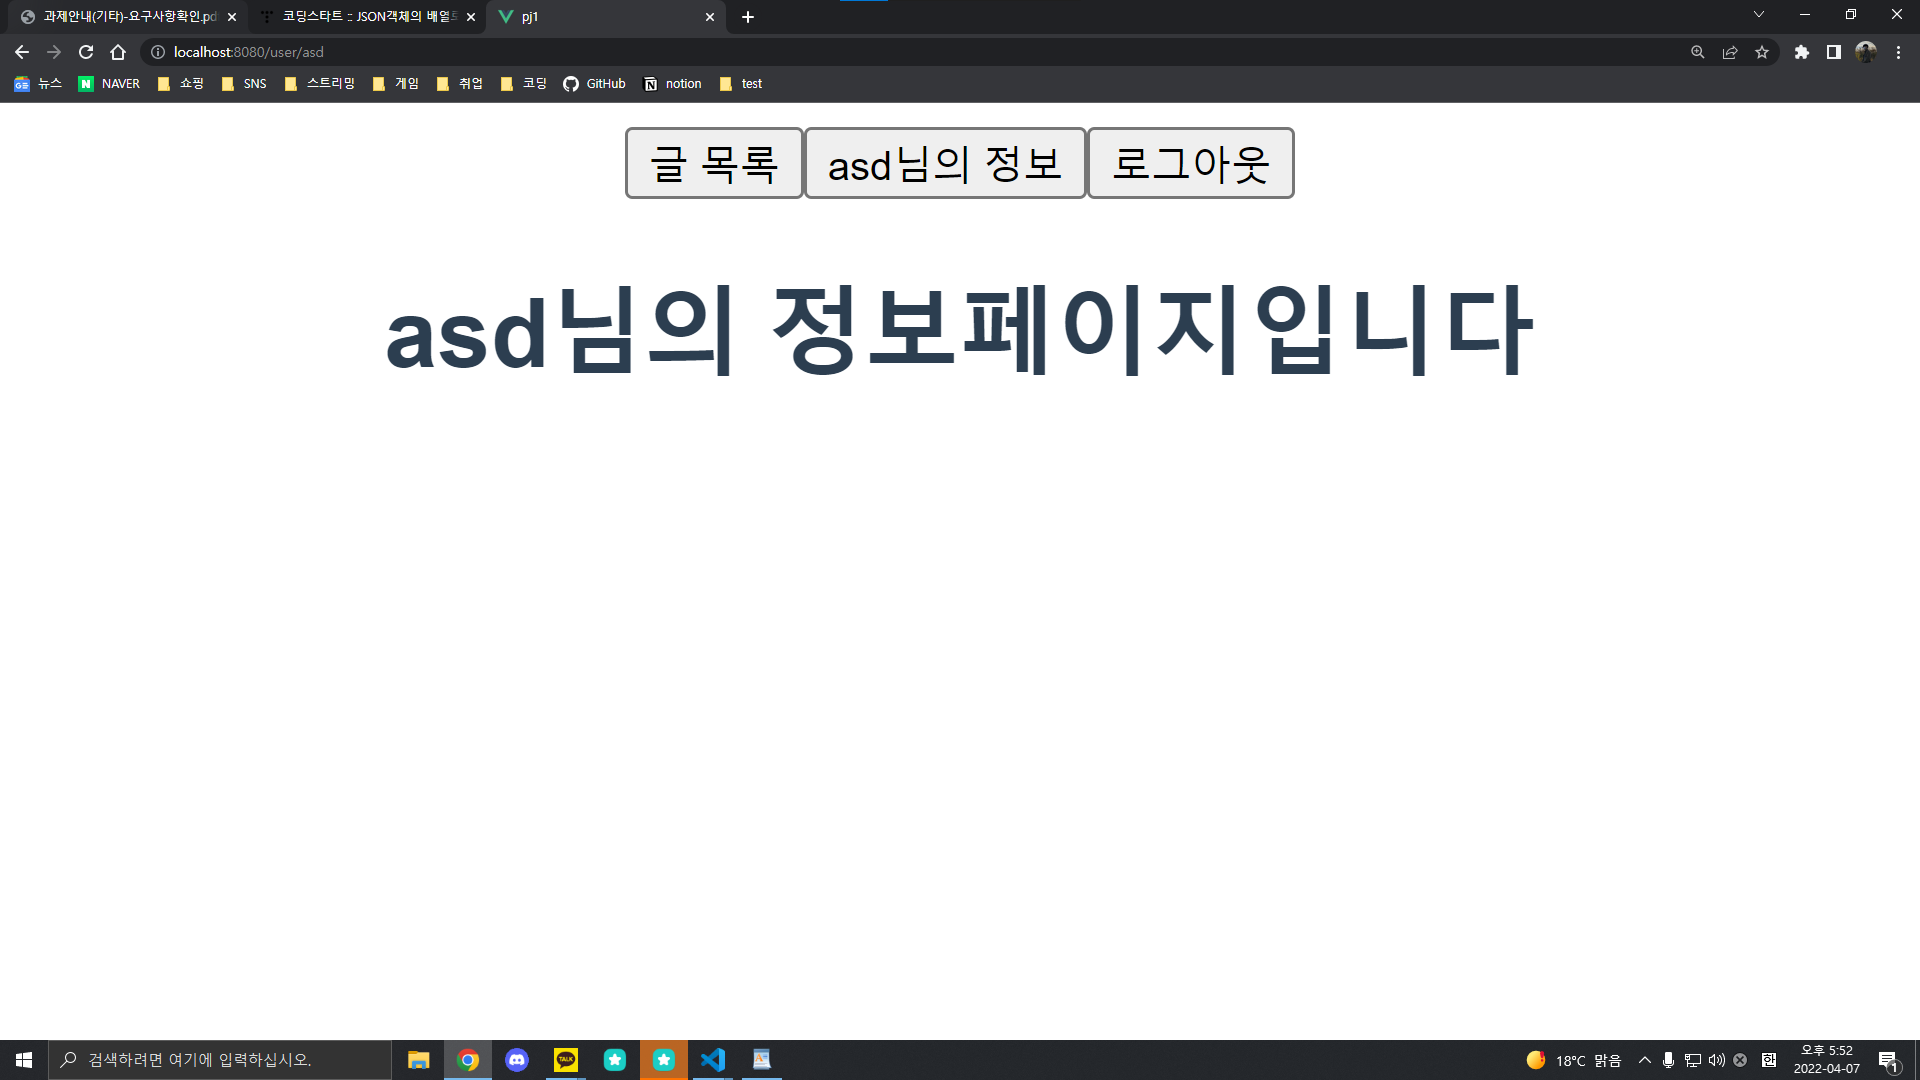 과제안내(기타)-요구사항확인.pd
코딩스타트 :: JSON객체의 배열
pj1
localhost:8080/user/asd
뉴스 NAVER 쇼핑 SNS 스트리밍 게임 취업 코딩 GitHub notion test
글 목록 asd님의 정보 로그아웃
asd님의 정보페이지입니다
검색하려면 여기에 입력하십시오.
TALK
18°C 맑음
한
오후 5:52
2022-04-07
1